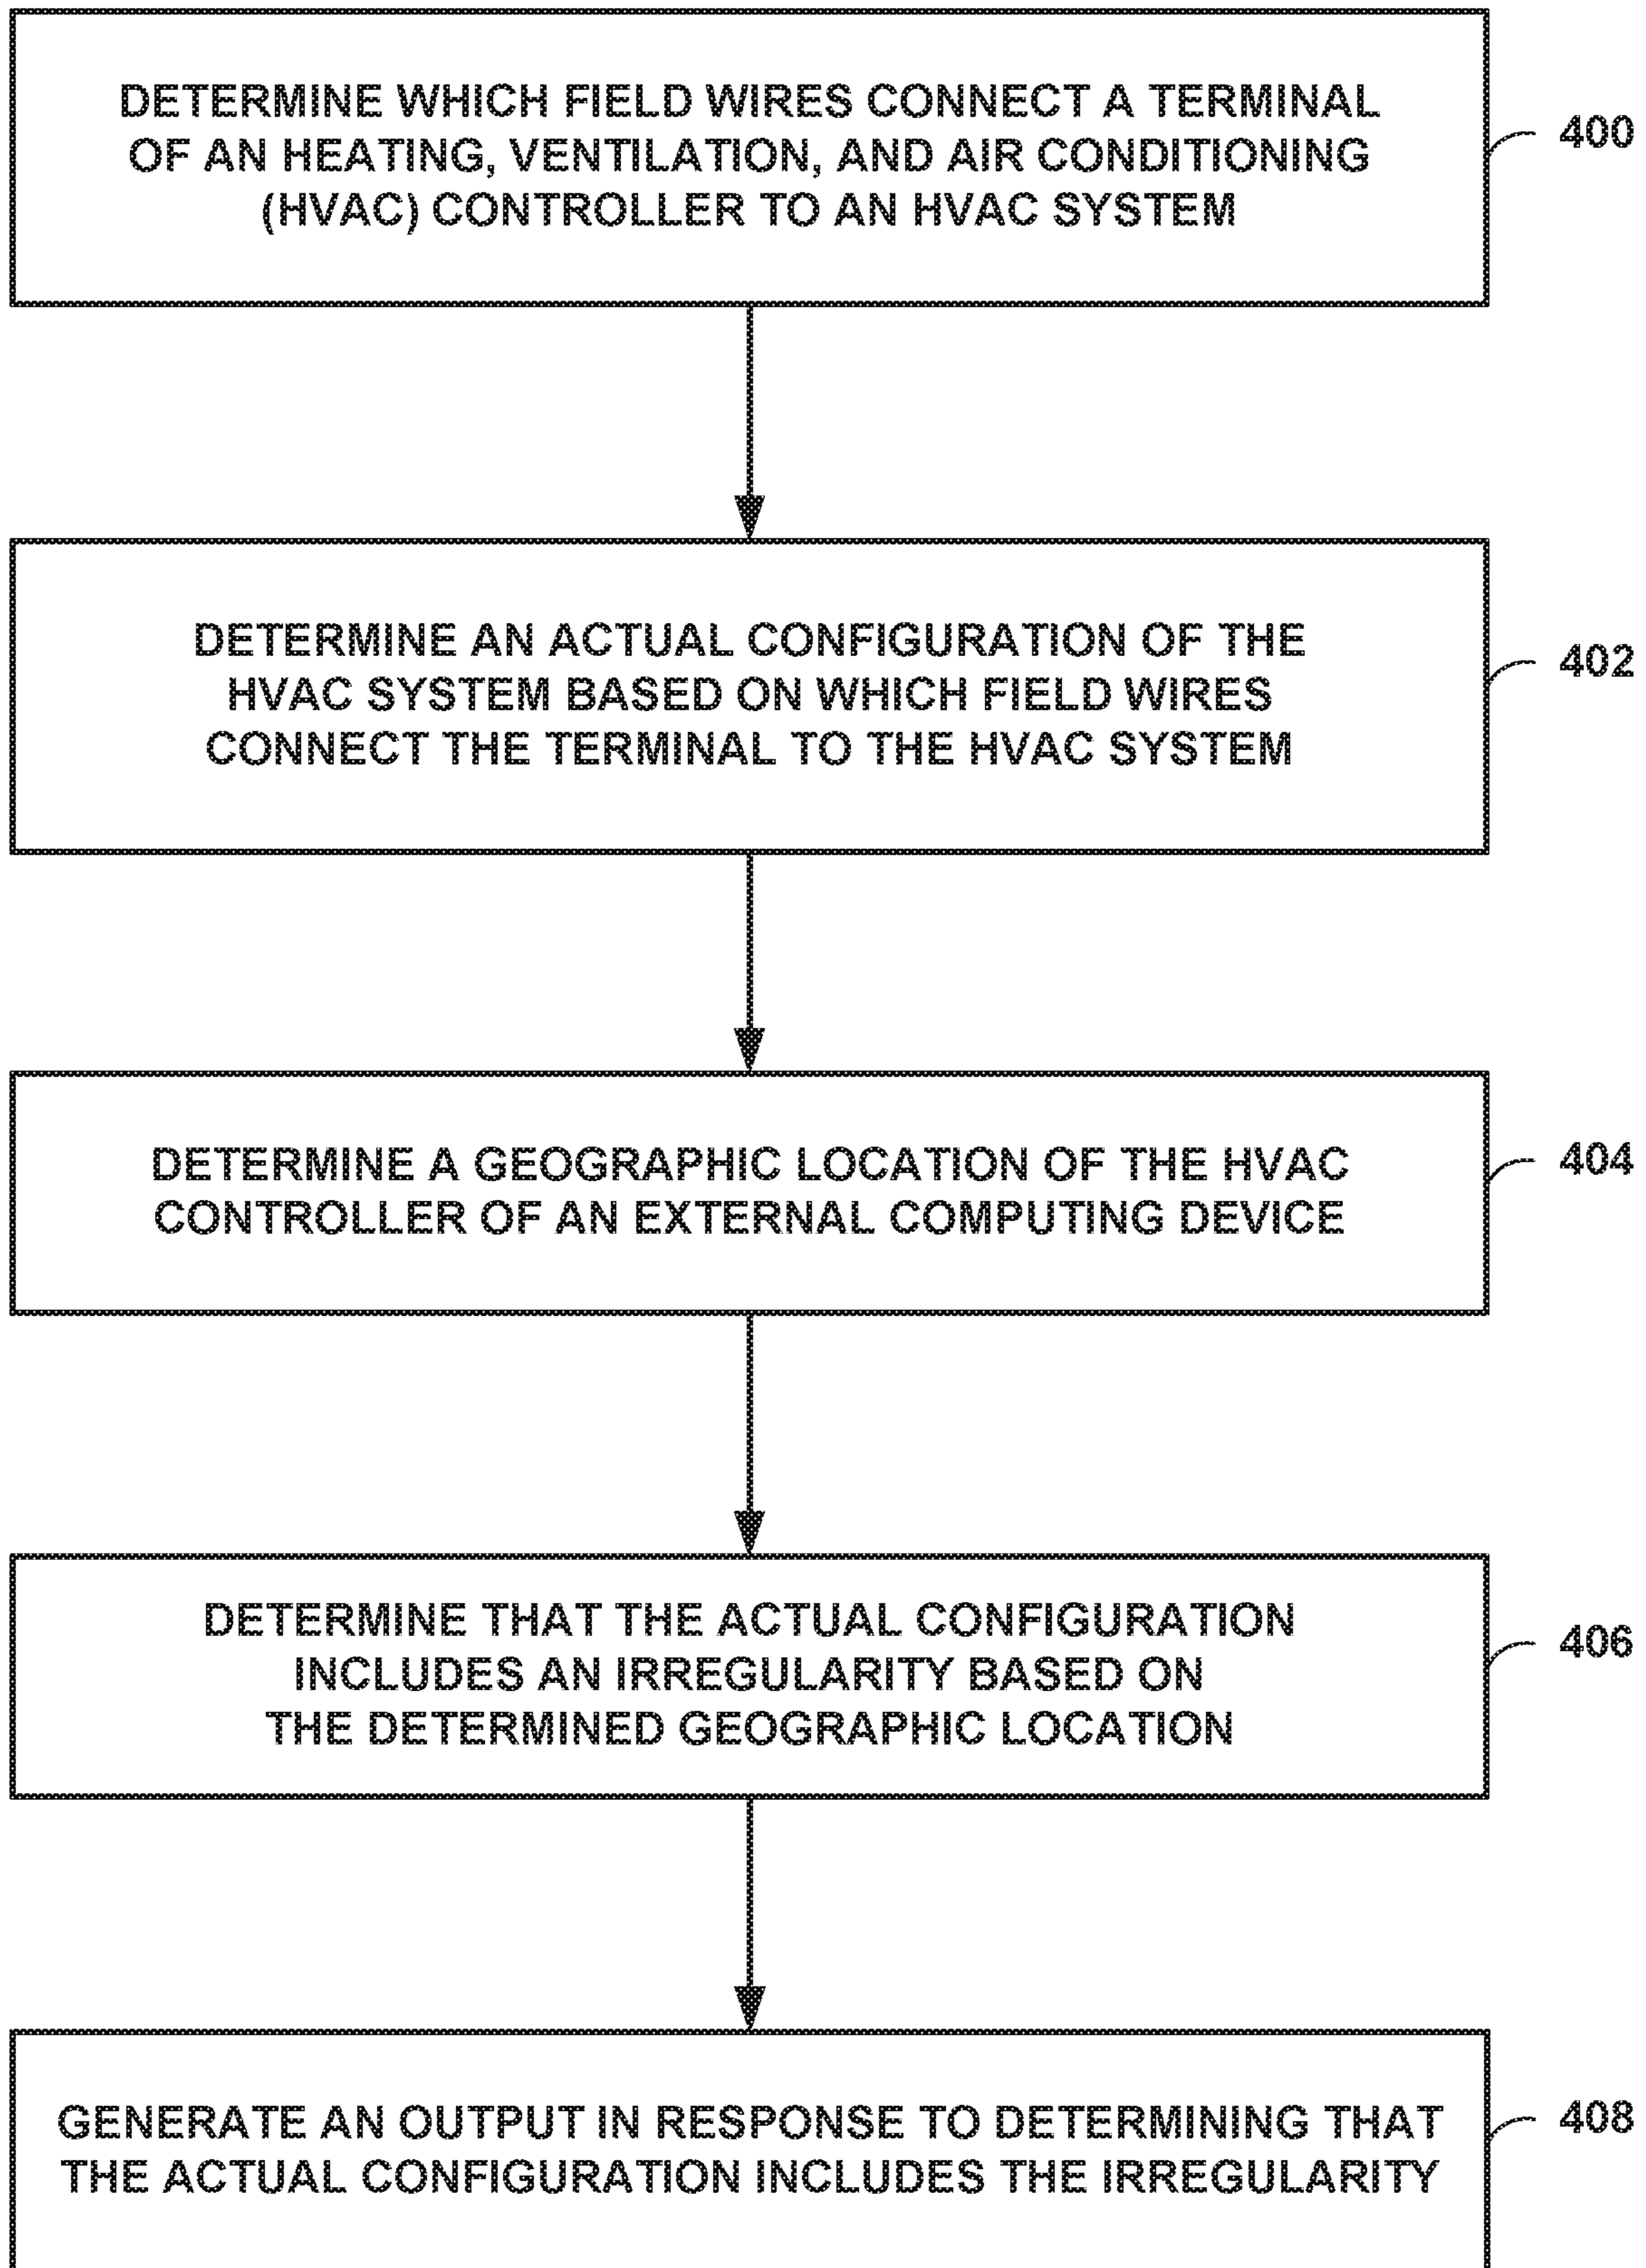 DETERMINE WHICH FIELD WIRES CONNECT A TERMINAL
OF AN HEATING, VENTILATION, AND AIR CONDITIONING
(HVAC) CONTROLLER TO AN HVAC SYSTEM
400
DETERMINE AN ACTUAL CONFIGURATION OF THE
HVAC SYSTEM BASED ON WHICH FIELD WIRES
CONNECT THE TERMINAL TO THE HVAC SYSTEM
402
DETERMINE A GEOGRAPHIC LOCATION OF THE HVAC
CONTROLLER OF AN EXTERNAL COMPUTING DEVICE
404
DETERMINE THAT THE ACTUAL CONFIGURATION
INCLUDES AN IRREGULARITY BASED ON
THE DETERMINED GEOGRAPHIC LOCATION
406
GENERATE AN OUTPUT IN RESPONSE TO DETERMINING THAT
THE ACTUAL CONFIGURATION INCLUDES THE IRREGULARITY
408